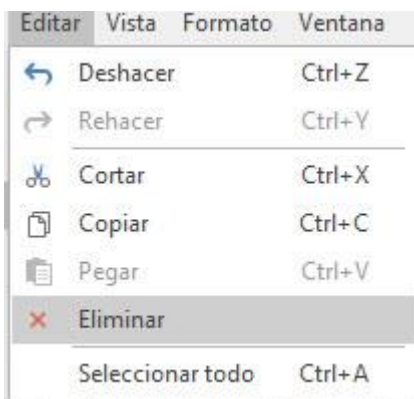 Editar Vista Formato Ventana
Deshacer Ctrl+Z
Rehacer Ctrl+Y
Cortar Ctrl+X
Copiar Ctrl+C
Pegar Ctrl+V
Eliminar
Seleccionar todo Ctrl+A